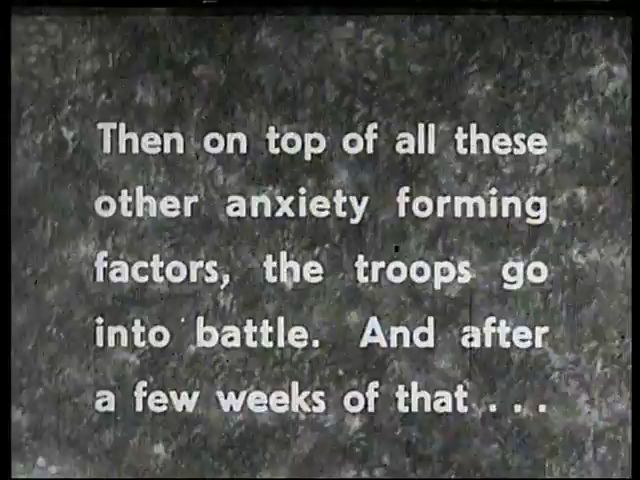 Then on top of all these
other anxiety forming
factors, the troops go
into battle. And after
a few weeks of that . . .